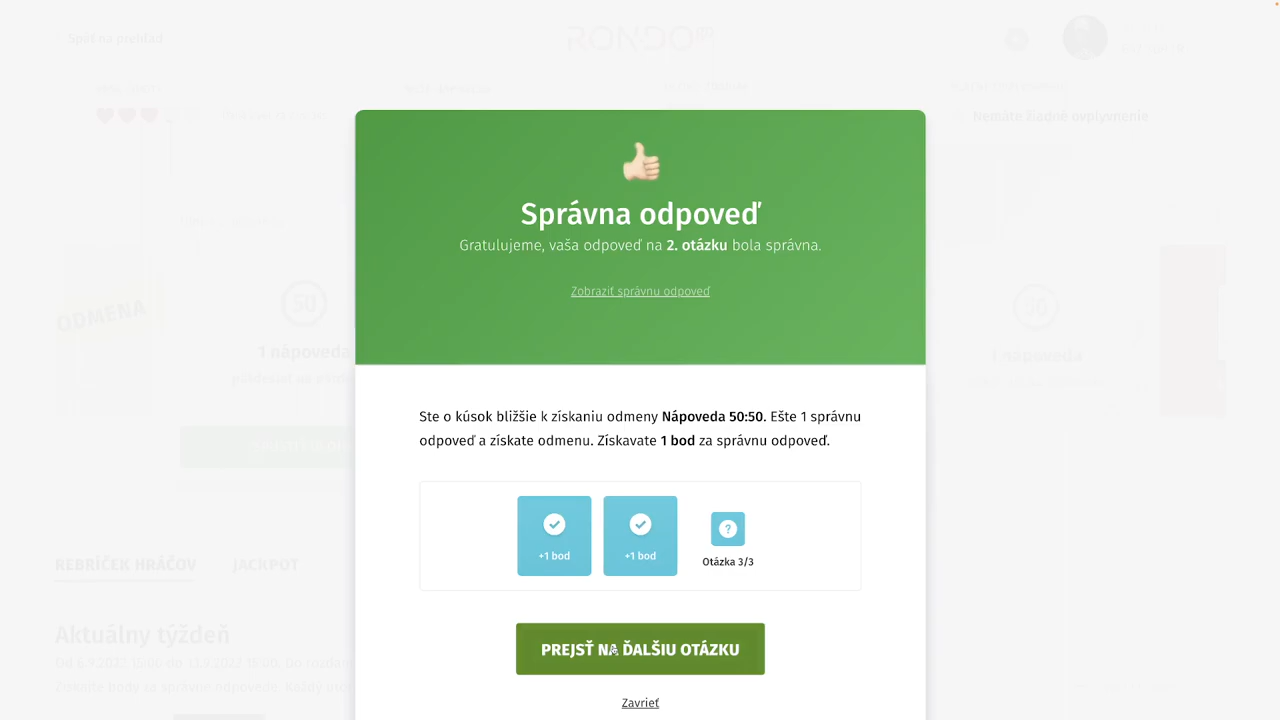 Späť na prehľad
RONDO
Nemáte žiadne ovplyvnenie
Správna odpoveď
Gratulujeme, vaša odpoveď na 2. otázku bola správna.
Zobraziť správnu odpoveď
ODMENA
50
1 nápoveda
50
1 nápoveda
Ste o kúsok bližšie k získaniu odmeny Nápoveda 50:50. Ešte 1 správnu
odpoveď a získate odmenu. Získavate 1 bod za správnu odpoveď.
+1 bod
+1 bod
?
Otázka 3/3
REBRÍČEK HRÁČOV
JACKPOT
Aktuálny týždeň
PREJSŤ NA ĎALŠIU OTÁZKU
Zavrieť